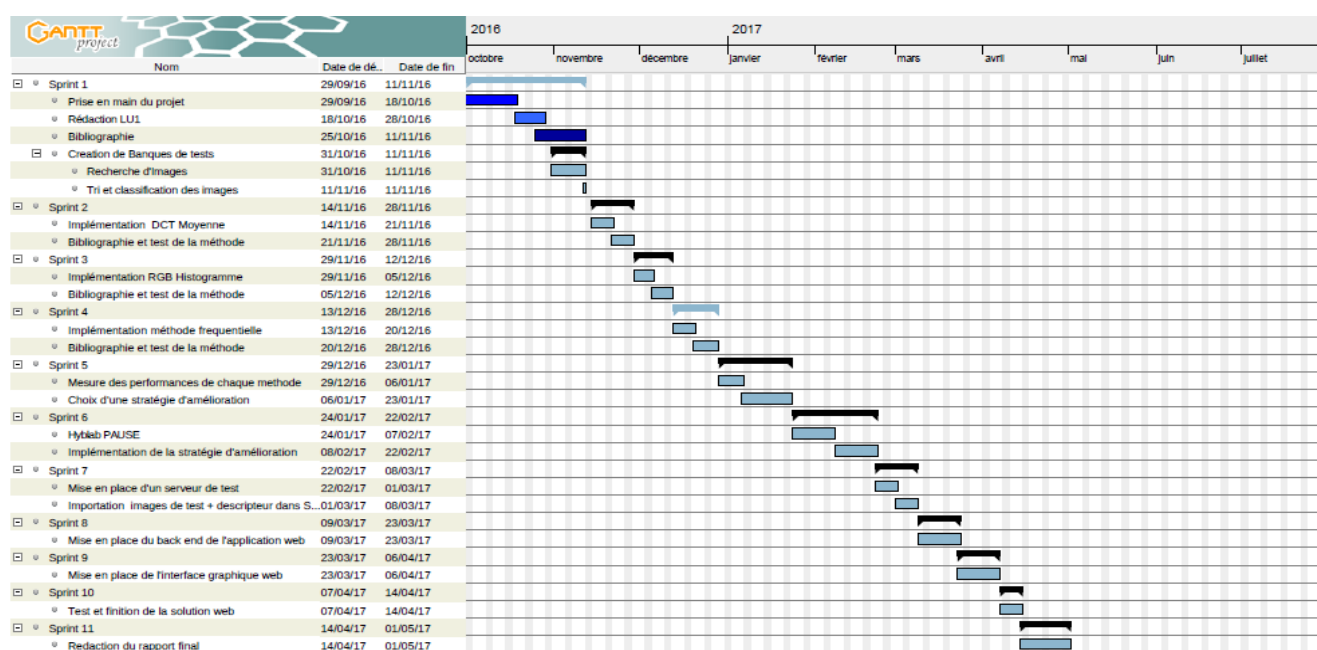 GANTT
project
2016 2017
octobre novembre décembre janvier février mars avril mai juin juillet
Nom Date de dé.. Date de fin
Sprint 1 29/09/16 11/11/16
Prise en main du projet 29/09/16 18/10/16
Rédaction LU1 18/10/16 28/10/16
Bibliographie 25/10/16 11/11/16
Creation de Banques de tests 31/10/16 11/11/16
Recherche d'Images 31/10/16 11/11/16
Tri et classification des images 11/11/16 11/11/16
Sprint 2 14/11/16 28/11/16
Implémentation DCT Moyenne 14/11/16 21/11/16
Bibliographie et test de la méthode 21/11/16 28/11/16
Sprint 3 29/11/16 12/12/16
Implémentation RGB Histogramme 29/11/16 05/12/16
Bibliographie et test de la méthode 05/12/16 12/12/16
Sprint 4 13/12/16 28/12/16
Implémentation méthode frequentielle 13/12/16 20/12/16
Bibliographie et test de la méthode 20/12/16 28/12/16
Sprint 5 29/12/16 23/01/17
Mesure des performances de chaque methode 29/12/16 06/01/17
Choix d'une stratégie d'amélioration 06/01/17 23/01/17
Sprint 6 24/01/17 22/02/17
Hyblab PAUSE 24/01/17 07/02/17
Implémentation de la stratégie d'amélioration 08/02/17 22/02/17
Sprint 7 22/02/17 08/03/17
Mise en place d'un serveur de test 22/02/17 01/03/17
Importation images de test + descripteur dans S... 01/03/17 08/03/17
Sprint 8 09/03/17 23/03/17
Mise en place du back end de l'application web 09/03/17 23/03/17
Sprint 9 23/03/17 06/04/17
Mise en place de l'interface graphique web 23/03/17 06/04/17
Sprint 10 07/04/17 14/04/17
Test et finition de la solution web 07/04/17 14/04/17
Sprint 11 14/04/17 01/05/17
Redaction du rapport final 14/04/17 01/05/17